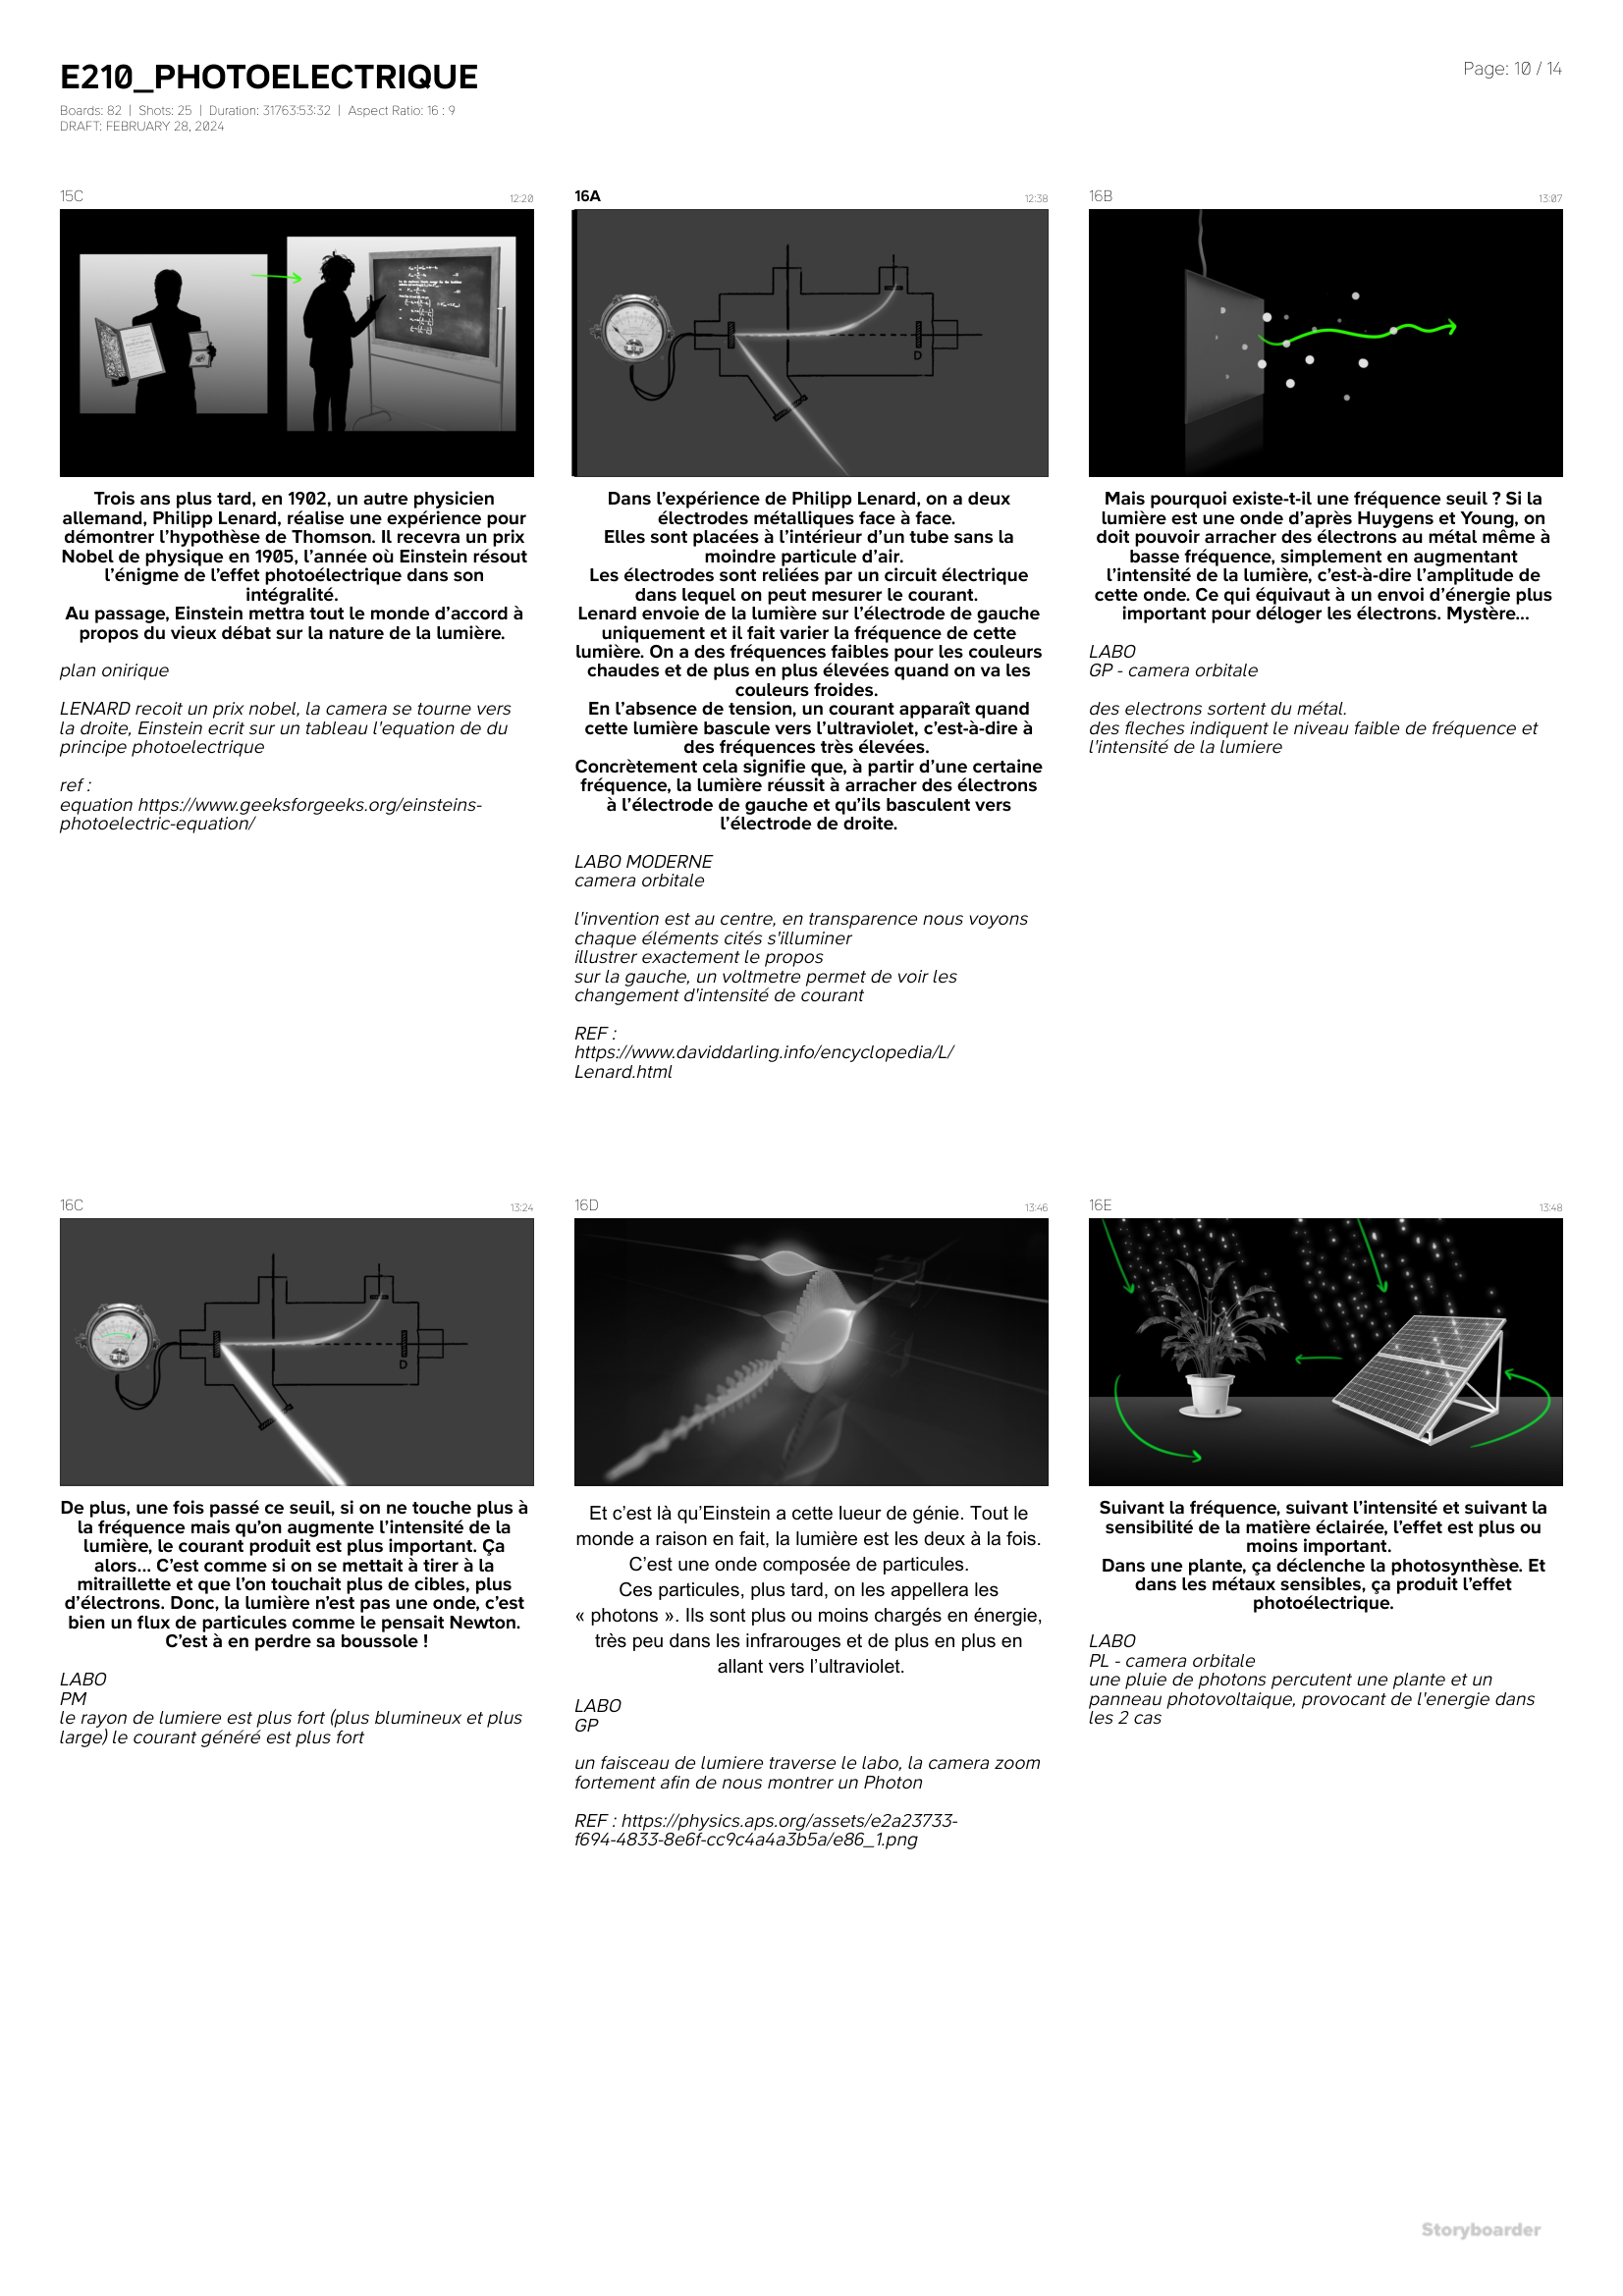 E210_PHOTOELECTRIQUE
Page: 10 / 14
Boards: 82 | Shots: 25 | Duration: 31763:53:32 | Aspect Ratio: 16 : 9
DRAFT: FEBRUARY 28, 2024
15C
12:20
Trois ans plus tard, en 1902, un autre physicien
allemand, Philipp Lenard, réalise une expérience pour
démontrer l’hypothèse de Thomson. Il recevra un prix
Nobel de physique en 1905, l’année où Einstein résout
l’énigme de l’effet photoélectrique dans son
intégralité.
Au passage, Einstein mettra tout le monde d’accord à
propos du vieux débat sur la nature de la lumière.
plan onirique
LENARD recoit un prix nobel, la camera se tourne vers
la droite, Einstein ecrit sur un tableau l'equation de du
principe photoelectrique
ref :
equation https://www.geeksforgeeks.org/einsteins-
photoelectric-equation/
16A
12:38
D
Dans l’expérience de Philipp Lenard, on a deux
électrodes métalliques face à face.
Elles sont placées à l’intérieur d’un tube sans la
moindre particule d’air.
Les électrodes sont reliées par un circuit électrique
dans lequel on peut mesurer le courant.
Lenard envoie de la lumière sur l’électrode de gauche
uniquement et il fait varier la fréquence de cette
lumière. On a des fréquences faibles pour les couleurs
chaudes et de plus en plus élevées quand on va les
couleurs froides.
En l’absence de tension, un courant apparaît quand
cette lumière bascule vers l’ultraviolet, c’est-à-dire à
des fréquences très élevées.
Concrètement cela signifie que, à partir d’une certaine
fréquence, la lumière réussit à arracher des électrons
à l’électrode de gauche et qu’ils basculent vers
l’électrode de droite.
LABO MODERNE
camera orbitale
l'invention est au centre, en transparence nous voyons
chaque éléments cités s'illuminer
illustrer exactement le propos
sur la gauche, un voltmetre permet de voir les
changement d'intensité de courant
REF :
https://www.daviddarling.info/encyclopedia/L/
Lenard.html
16B
13:07
Mais pourquoi existe-t-il une fréquence seuil ? Si la
lumière est une onde d’après Huygens et Young, on
doit pouvoir arracher des électrons au métal même à
basse fréquence, simplement en augmentant
l’intensité de la lumière, c’est-à-dire l’amplitude de
cette onde. Ce qui équivaut à un envoi d’énergie plus
important pour déloger les électrons. Mystère...
LABO
GP - camera orbitale
des electrons sortent du métal.
des fleches indiquent le niveau faible de fréquence et
l'intensité de la lumiere
16C
13:24
D
De plus, une fois passé ce seuil, si on ne touche plus à
la fréquence mais qu’on augmente l’intensité de la
lumière, le courant produit est plus important. Ça
alors... C’est comme si on se mettait à tirer à la
mitraillette et que l’on touchait plus de cibles, plus
d’électrons. Donc, la lumière n’est pas une onde, c’est
bien un flux de particules comme le pensait Newton.
C’est à en perdre sa boussole !
LABO
PM
le rayon de lumiere est plus fort (plus blumineux et plus
large) le courant généré est plus fort
16D
13:46
Et c’est là qu’Einstein a cette lueur de génie. Tout le
monde a raison en fait, la lumière est les deux à la fois.
C’est une onde composée de particules.
Ces particules, plus tard, on les appellera les
« photons ». Ils sont plus ou moins chargés en énergie,
très peu dans les infrarouges et de plus en plus en
allant vers l’ultraviolet.
LABO
GP
un faisceau de lumiere traverse le labo, la camera zoom
fortement afin de nous montrer un Photon
REF : https://physics.aps.org/assets/e2a23733-
f694-4833-8e6f-cc9c4a4a3b5a/e86_1.png
16E
13:48
Suivant la fréquence, suivant l’intensité et suivant la
sensibilité de la matière éclairée, l’effet est plus ou
moins important.
Dans une plante, ça déclenche la photosynthèse. Et
dans les métaux sensibles, ça produit l’effet
photoélectrique.
LABO
PL - camera orbitale
une pluie de photons percutent une plante et un
panneau photovoltaique, provocant de l'energie dans
les 2 cas
Storyboarder